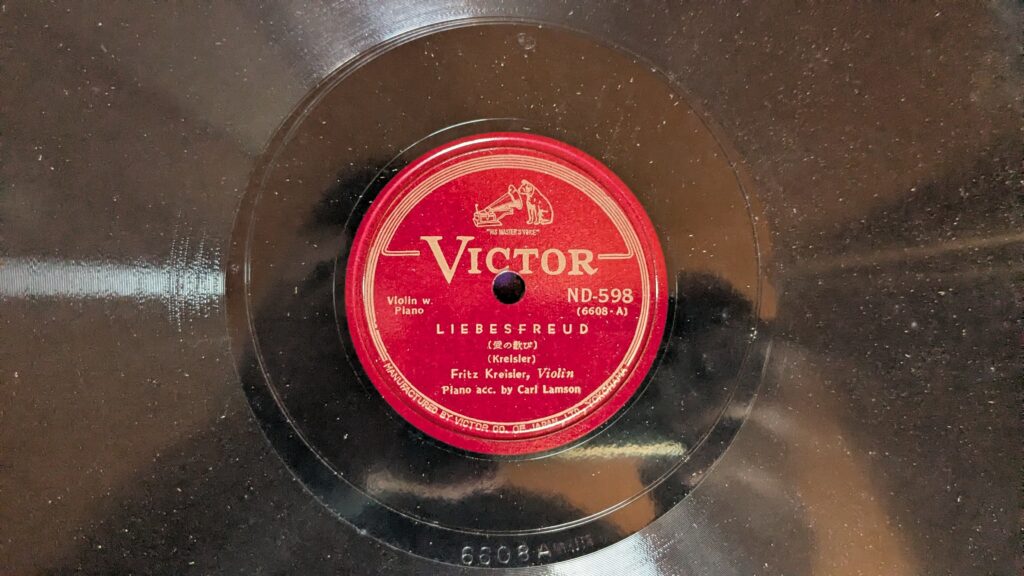 "HIS MASTER'S VOICE"
VICTOR
Violin w.
Piano
ND-598
(6608-A)
LIEBESFREUD
(愛の歓び)
(Kreisler)
Fritz Kreisler, Violin
Piano acc. by Carl Lamson
MANUFACTURED BY VICTOR CO. OF JAPAN, LTD., YOKOHAMA
6608A